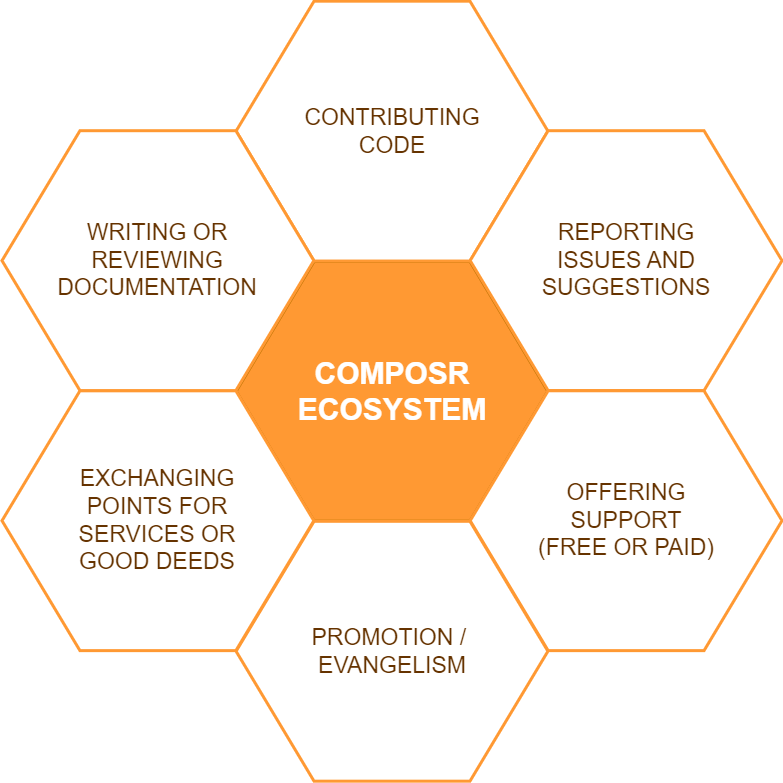 CONTRIBUTING
CODE
WRITING OR
REVIEWING
DOCUMENTATION
REPORTING
ISSUES AND
SUGGESTIONS
COMPOSR
ECOSYSTEM
EXCHANGING
POINTS FOR
SERVICES OR
GOOD DEEDS
OFFERING
SUPPORT
(FREE OR PAID)
PROMOTION /
EVANGELISM